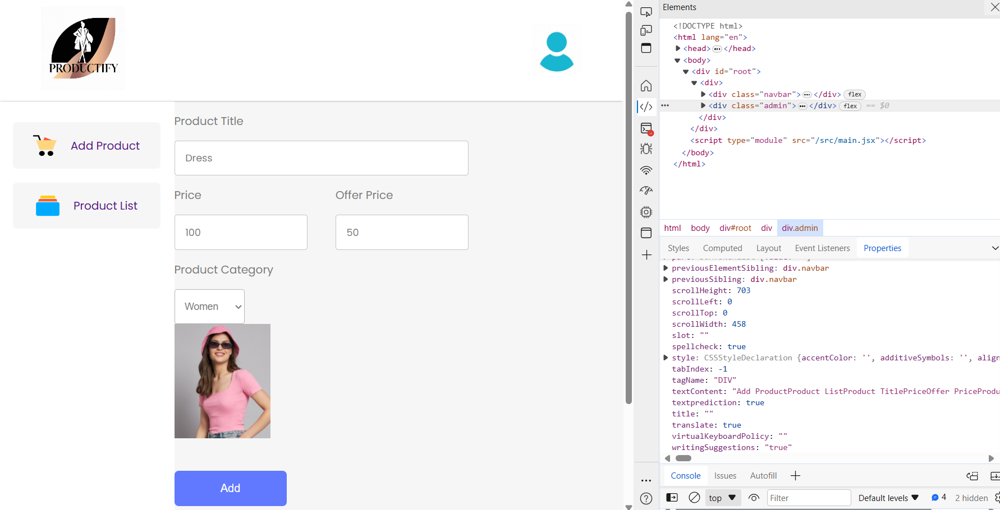 PRODUCTIFY
Add Product
Product List
Product Title
Dress
Price
Offer Price
100
50
Product Category
Women
Add
Elements
<!DOCTYPE html>
<html lang="en">
<head> </head>
<body>
<div id="root">
<div>
<div class="navbar"> </div> flex
<div class="admin"> </div> flex == $0
</div>
</div>
<script type="module" src="/src/main.jsx"></script>
</body>
</html>
html body div#root div div.admin
Styles Computed Layout Event Listeners Properties
previousElementSibling: div.navbar
previousSibling: div.navbar
scrollHeight: 703
scrollLeft: 0
scrollTop: 0
scrollWidth: 458
slot: ""
spellcheck: true
style: CSSStyleDeclaration {accentColor: '', additiveSymbols: '', align
tabIndex: -1
tagName: "DIV"
textContent: "Add ProductProduct ListProduct TitlePriceOffer PriceProdu
textprediction: true
title: ""
translate: true
virtualKeyboardPolicy: ""
writingSuggestions: "true"
Console Issues Autofill
top Filter Default levels 4 2 hidden